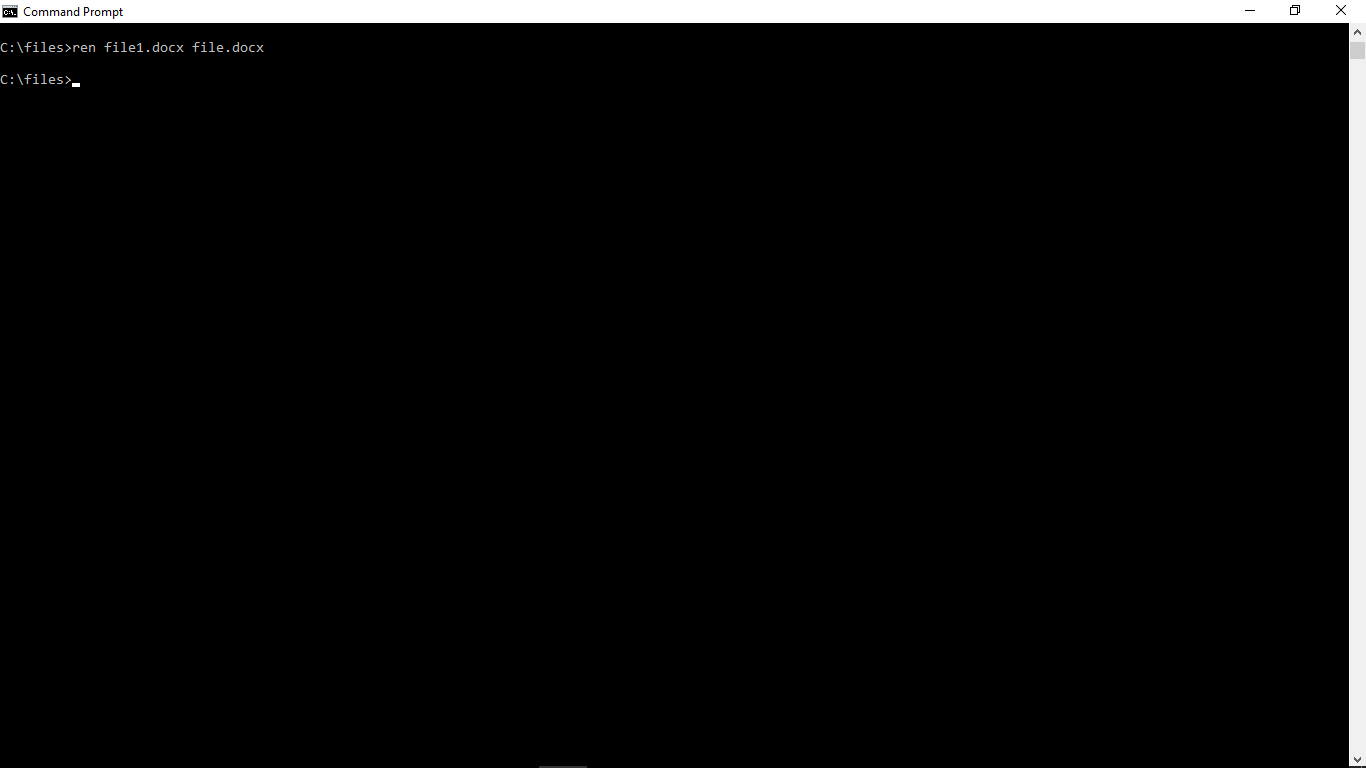 Command Prompt
C:\files>ren file1.docx file.docx
C:\files>